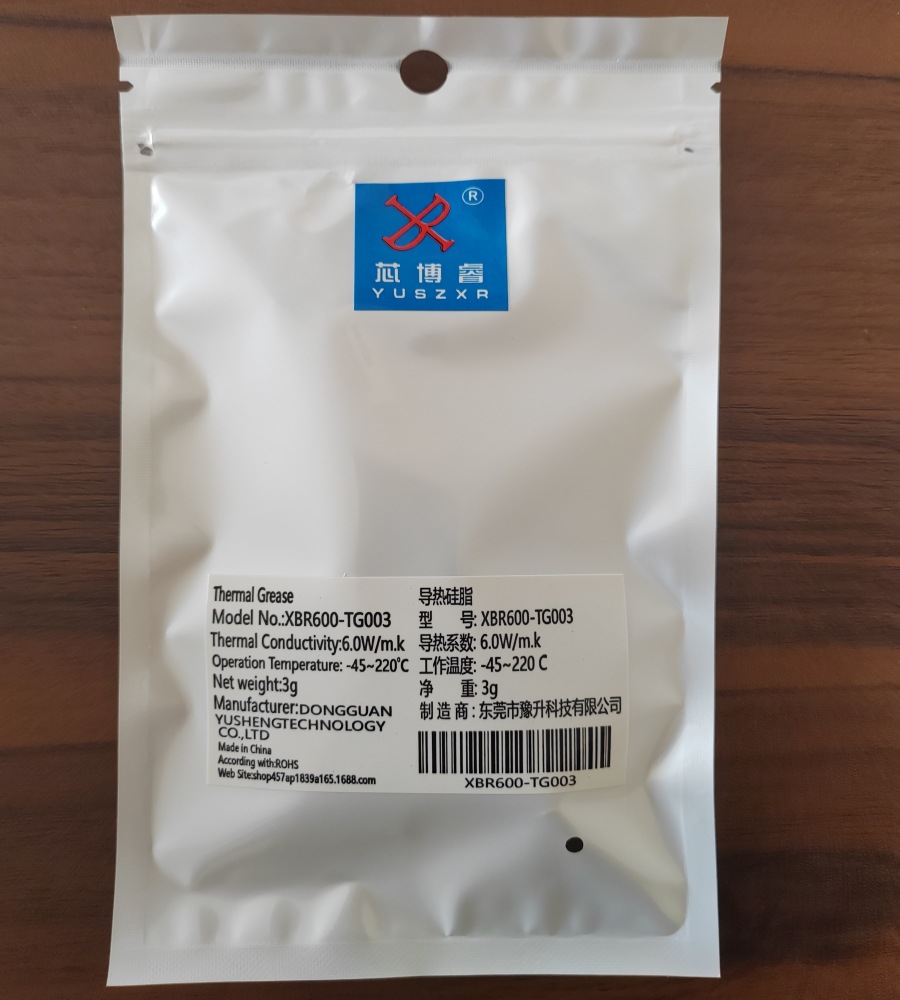 ®
芯博睿
YUSZXR
Thermal Grease
Model No.:XBR600-TG003
Thermal Conductivity:6.0W/m.k
Operation Temperature: -45~220℃
Net weight:3g
Manufacturer:DONGGUAN
YUSHENGTECHNOLOGY
CO.,LTD
Made in China
According with:ROHS
Web Site:shop457ap1839a165.1688.com
导热硅脂
型 号: XBR600-TG003
导热系数: 6.0W/m.k
工作温度: -45~220 C
净 重: 3g
制造商: 东莞市豫升科技有限公司
XBR600-TG003